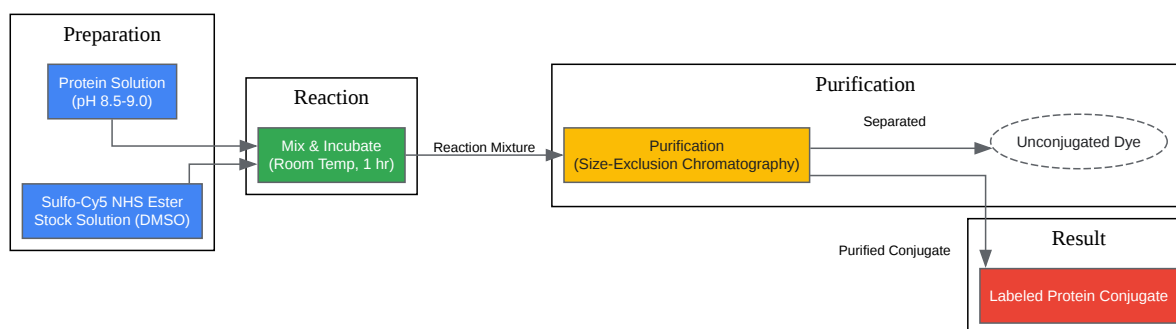 Preparation
Protein Solution
(pH 8.5-9.0)
Sulfo-Cy5 NHS Ester
Stock Solution (DMSO)
Reaction
Mix & Incubate
(Room Temp, 1 hr)
Reaction Mixture
Purification
Purification
(Size-Exclusion Chromatography)
Separated
Unconjugated Dye
Purified Conjugate
Result
Labeled Protein Conjugate